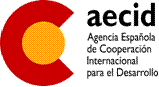 aecid
Agencia Española
de Cooperación
Internacional
para el Desarrollo